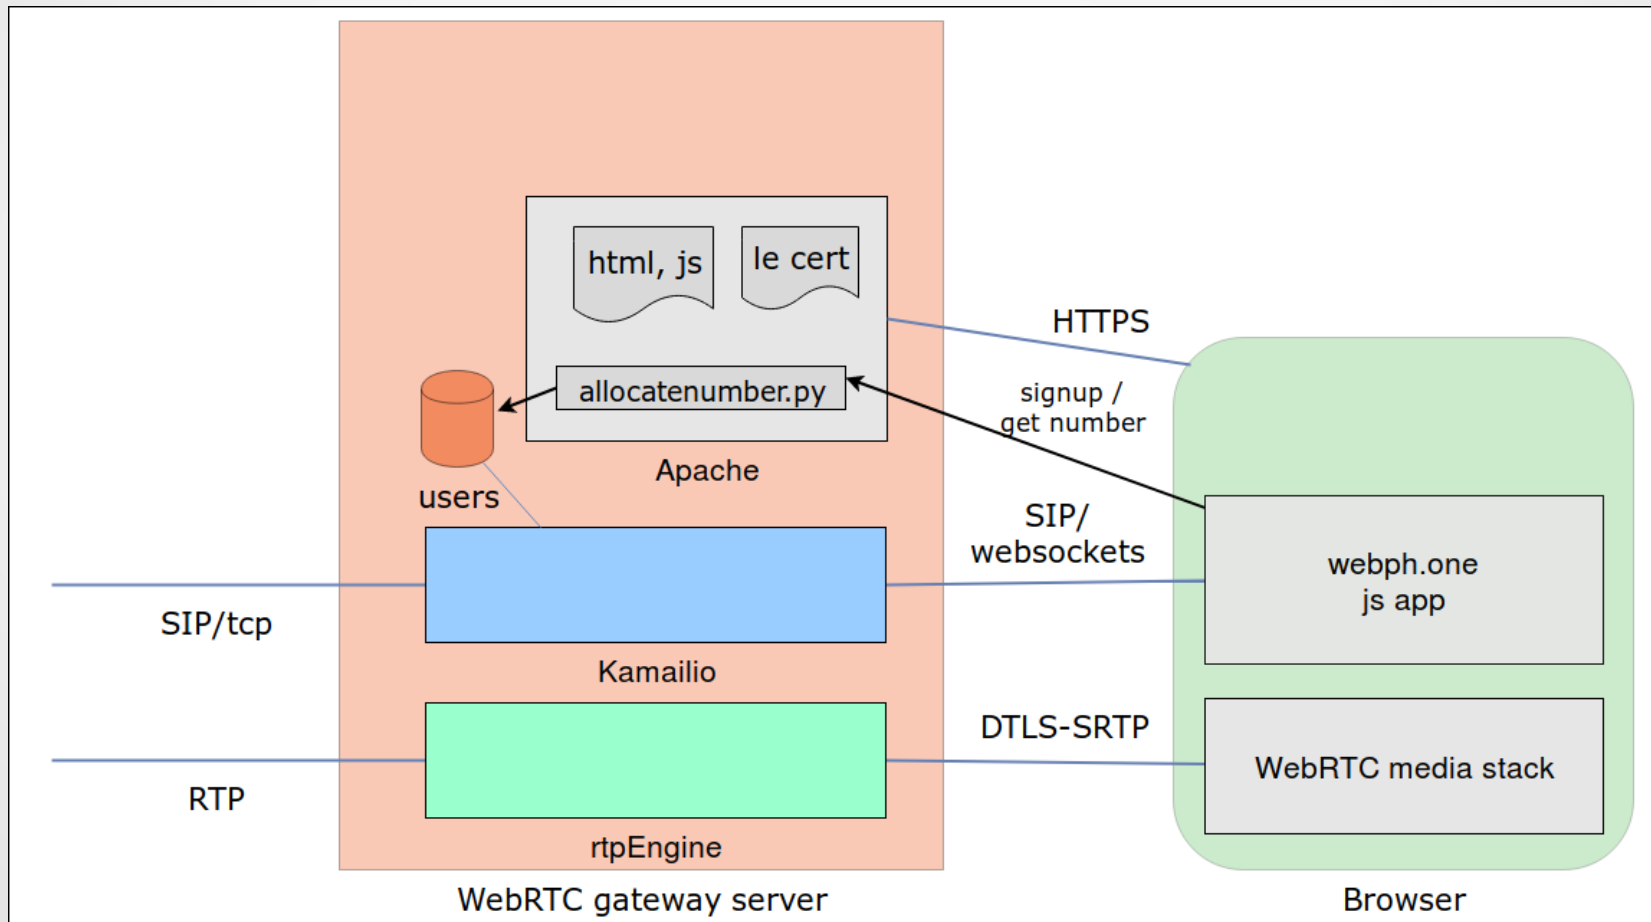 html, js
le cert
HTTPS
allocatenumber.py
signup /
get number
Apache
users
SIP/
websockets
webph.one
js app
SIP/tcp
Kamailio
DTLS-SRTP
WebRTC media stack
RTP
rtpEngine
WebRTC gateway server
Browser